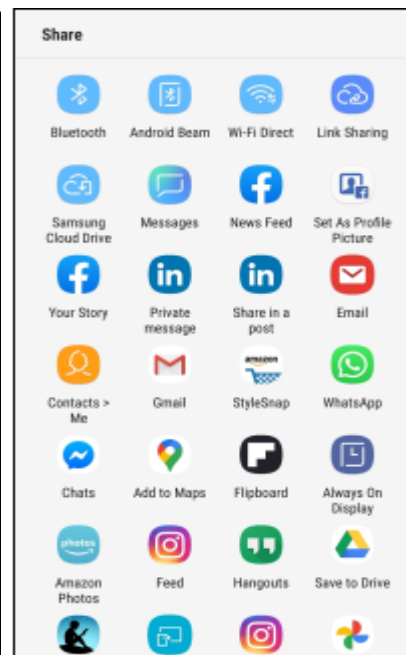 Share
Bluetooth Android Beam Wi-Fi Direct Link Sharing
Samsung Messages News Feed Set As Profile
Cloud Drive Picture
Your Story Private Share in a Email
message post
amazon
Contacts > Gmail StyleSnap WhatsApp
Me
Chats Add to Maps Flipboard Always On
Display
photos
Amazon Feed Hangouts Save to Drive
Photos